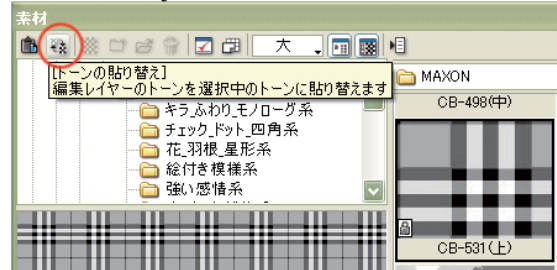 素材
大
[トーンの貼り替え]
編集レイヤーのトーンを選択中のトーンに貼り替えます
MAXON
キラ_ふわり_モノローグ系
チェック_ドット_四角系
花_羽根_星形系
絵付き模様系
強い感情系
CB-498(中)
CB-531(上)